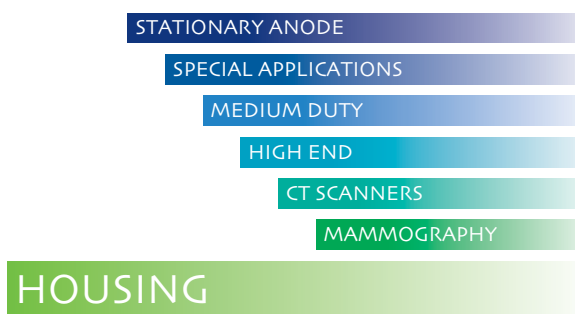 STATIONARY ANODE
SPECIAL APPLICATIONS
MEDIUM DUTY
HIGH END
CT SCANNERS
MAMMOGRAPHY
HOUSING